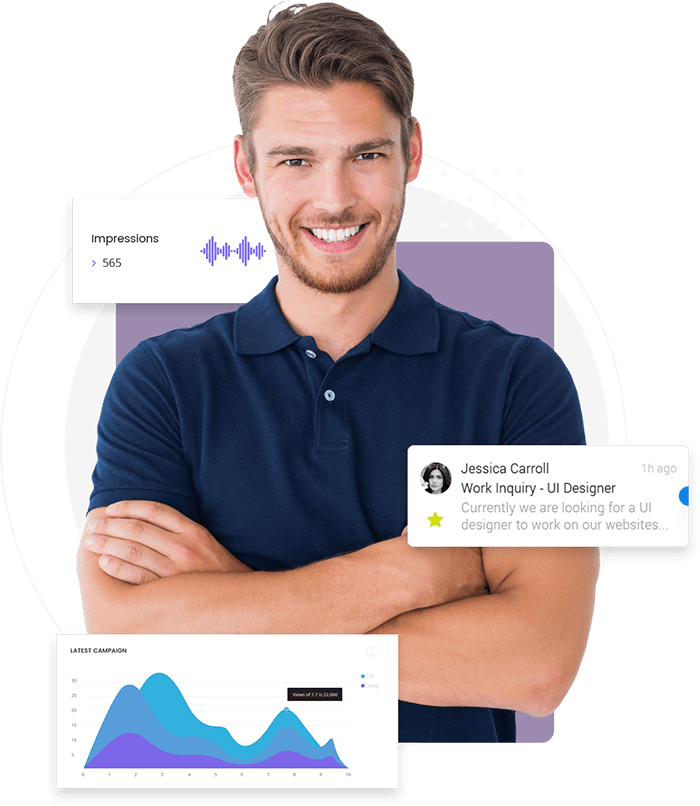 Impressions
565
Jessica Carroll
1h ago
Work Inquiry - UI Designer
Currently we are looking for a UI
designer to work on our websites...
LATEST CAMPAIGN
Views of 7.7 is 22,000
30
25
20
15
10
5
0 1 2 3 4 5 6 7 8 9 10